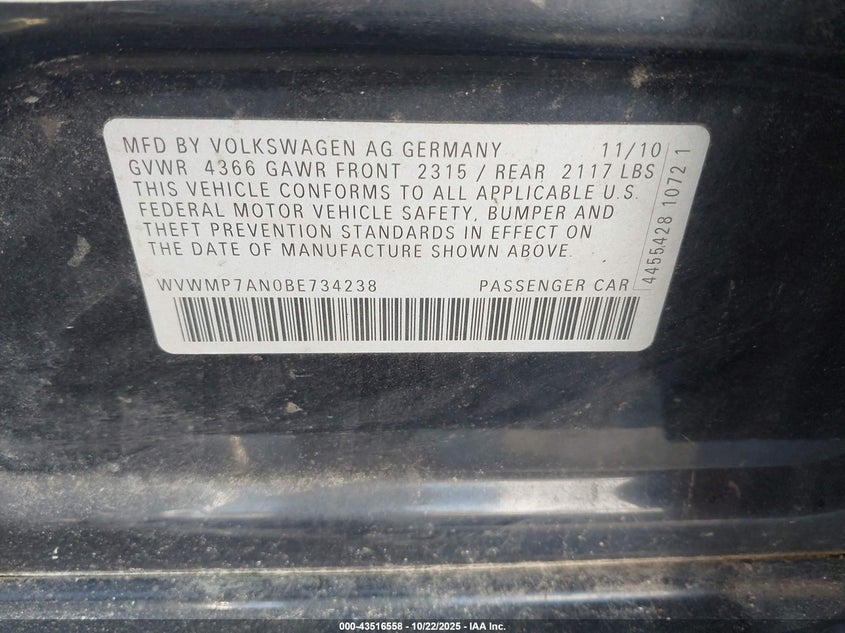 MFD BY VOLKSWAGEN AG GERMANY 11/10
GVWR 4366 GAWR FRONT 2315 / REAR 2117 LBS
THIS VEHICLE CONFORMS TO ALL APPLICABLE U.S.
FEDERAL MOTOR VEHICLE SAFETY, BUMPER AND
THEFT PREVENTION STANDARDS IN EFFECT ON
THE DATE OF MANUFACTURE SHOWN ABOVE.
WVWMP7AN0BE734238 PASSENGER CAR
4455428 1072 1
000-43516558 - 10/22/2025 - IAA Inc.